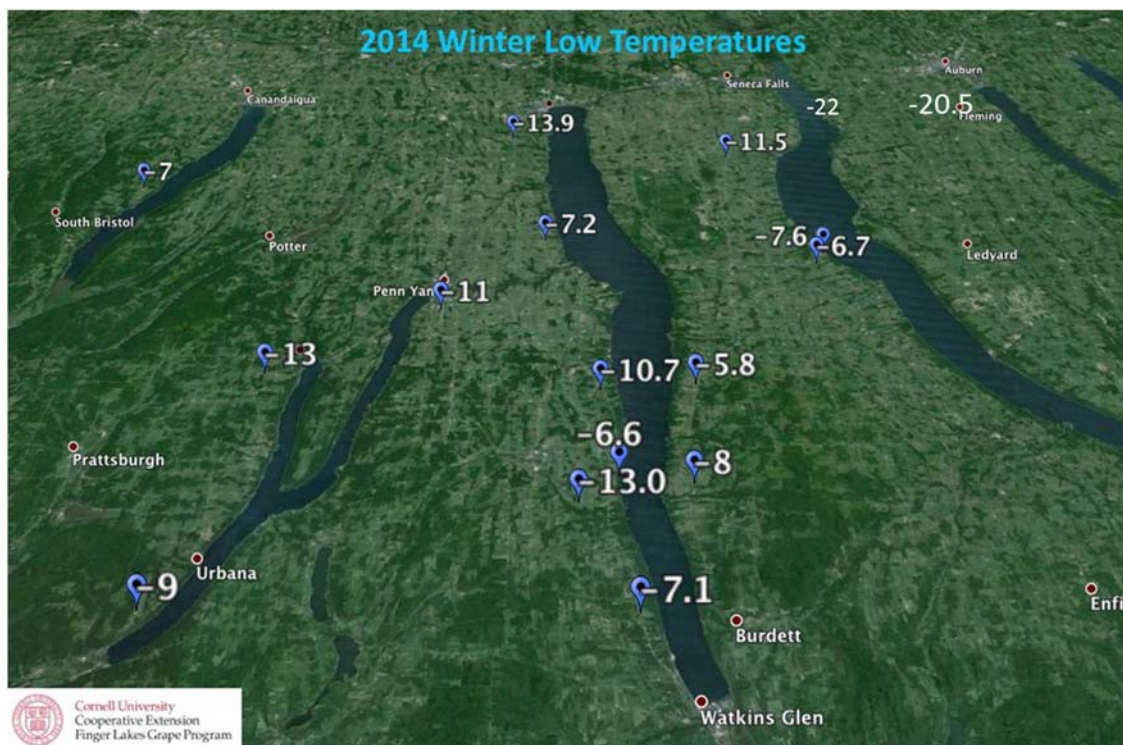 2014 Winter Low Temperatures
Auburn
Seneca Falls
Canandaigua
-22
-20.5
Fleming
-13.9
-11.5
-7
South Bristol
-7.2
Potter
-7.6
-6.7
Ledyard
Penn Yan
-11
-13
-10.7
-5.8
-6.6
Prattsburgh
-8
-13.0
Urbana
-9
-7.1
Enfi
Burdett
Watkins Glen
Cornell University
Cooperative Extension
Finger Lakes Grape Program